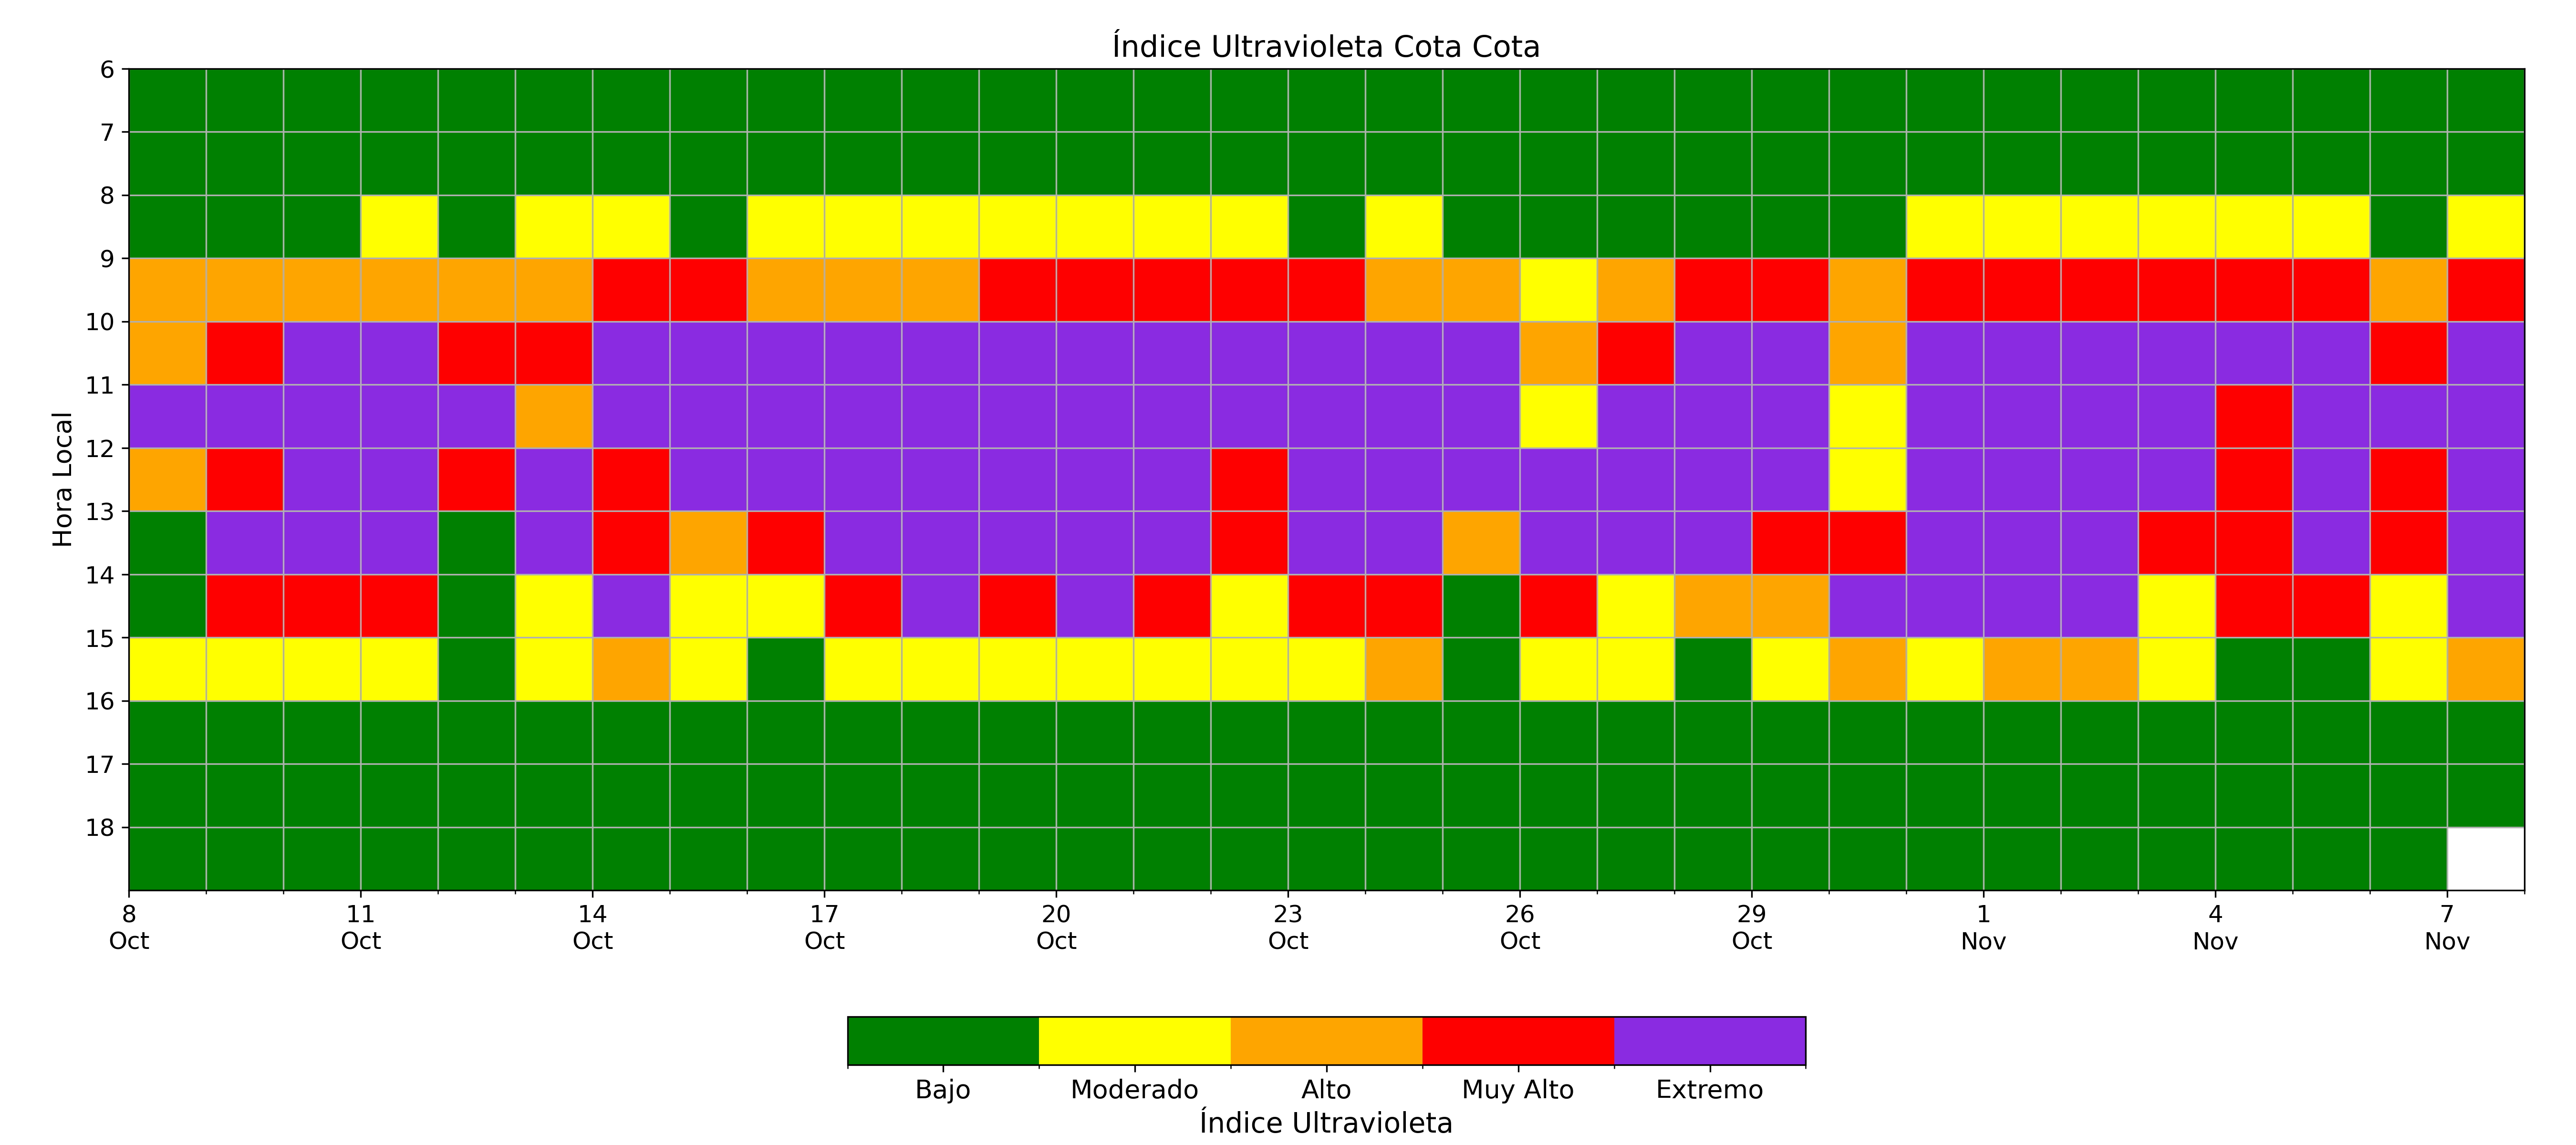 Índice Ultravioleta Cota Cota
6
7
8
9
10
11
12
13
14
15
16
17
18
Hora Local
8 11 14 17 20 23 26 29 1 4 7
Oct Oct Oct Oct Oct Oct Oct Oct Nov Nov Nov
Bajo Moderado Alto Muy Alto Extremo
Índice Ultravioleta